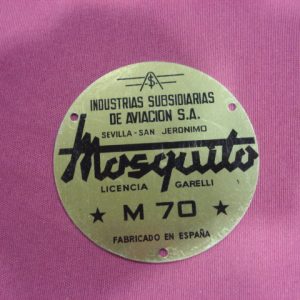 INDUSTRIAS SUBSIDIARIAS
DE AVIACION S.A.
SEVILLA - SAN JERONIMO
Mosquito
LICENCIA GARELLI
★ M 70 ★
FABRICADO EN ESPAÑA